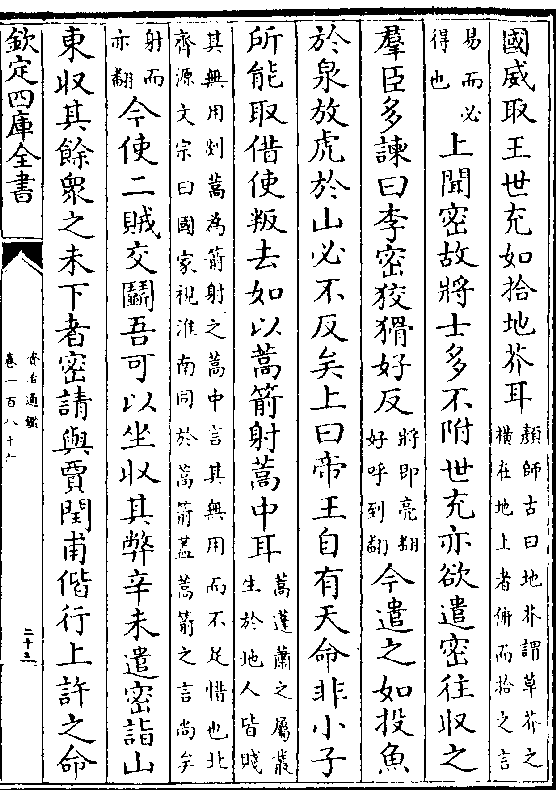 國威取王世充如拾地芥耳顔師古曰地芥謂草芥之橫在地上者俯而拾之言
易而必得也上聞密故將士多不附世充亦欲遣密往收之
羣臣多諫曰李密狡猾好反將即亮翻好呼到翻今遣之如投魚
於泉放虎於山必不反矣上曰帝王自有天命非小子
所能取借使叛去如以蒿箭射蒿中耳蒿蓬蕭之屬叢生於地人皆賤
其無用刻蒿為箭射之蒿中言其無用而不足惜也北齊源文宗曰國家視淮南同於蒿箭蓋蒿箭之言尚矣
射而亦翻今使二賊交鬬吾可以坐收其弊辛未遣密詣山
東收其餘衆之未下者密請與賈閏甫偕行上許之命
欽定四庫全書
資治通鑑
卷一百八十六
二十三